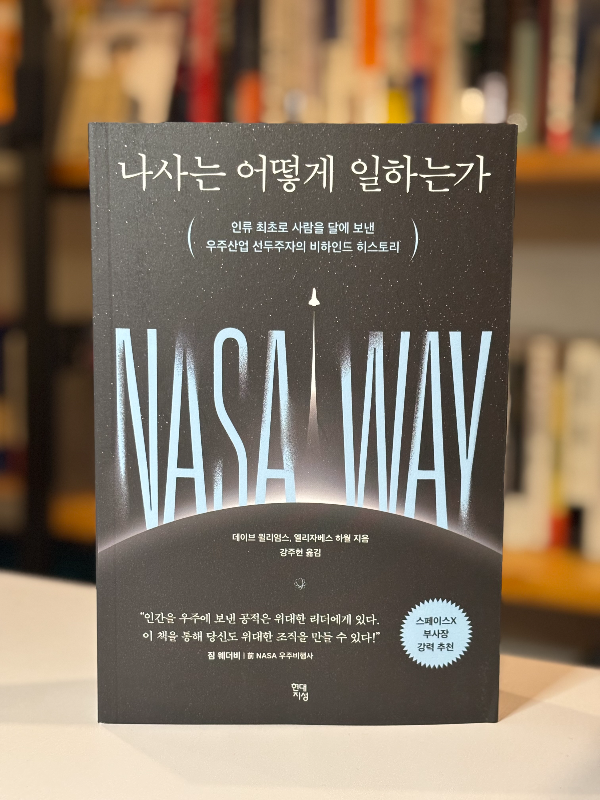 나사는 어떻게 일하는가
인류 최초로 사람을 달에 보낸
우주산업 선두주자의 비하인드 히스토리
NASA WAY
데이브 윌리엄스, 엘리자베스 하월 지음
강주헌 옮김
“인간을 우주에 보낸 공적은 위대한 리더에게 있다.
이 책을 통해 당신도 위대한 조직을 만들 수 있다!”
짐 웨더비 | 前 NASA 우주비행사
스페이스X
부사장
강력 추천
현대
지성